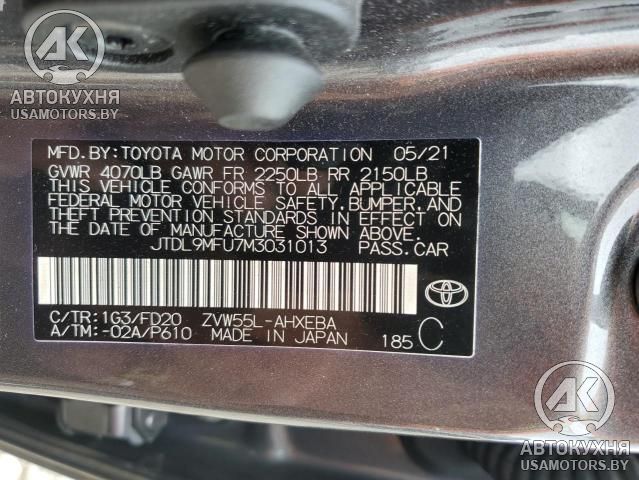 AK
АВТОКУХНЯ
USAMOTORS.BY
MFD.BY:TOYOTA MOTOR CORPORATION 05/21
GVWR 4070LB GAWR FR 2250LB RR 2150LB
THIS VEHICLE CONFORMS TO ALL APPLICABLE
FEDERAL MOTOR VEHICLE SAFETY,BUMPER,AND
THEFT PREVENTION STANDARDS IN EFFECT ON
THE DATE OF MANUFACTURE SHOWN ABOVE.
JTDL9MFU7M3031013 PASS.CAR
C/TR:1G3/FD20 ZVW55L-AHXEBA
A/TM:-02A/P610 MADE IN JAPAN 185 C
AK
АВТОКУХНЯ
USAMOTORS.BY